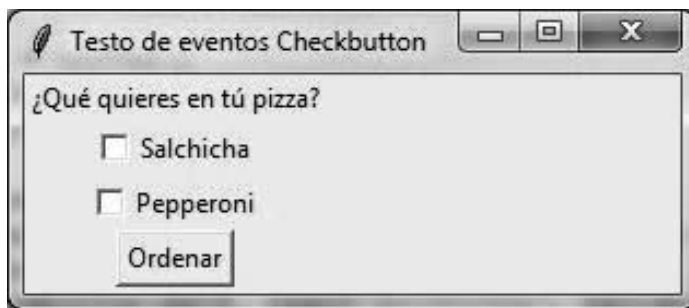 Testo de eventos Checkbutton
¿Qué quieres en tú pizza?
Salchicha
Pepperoni
Ordenar